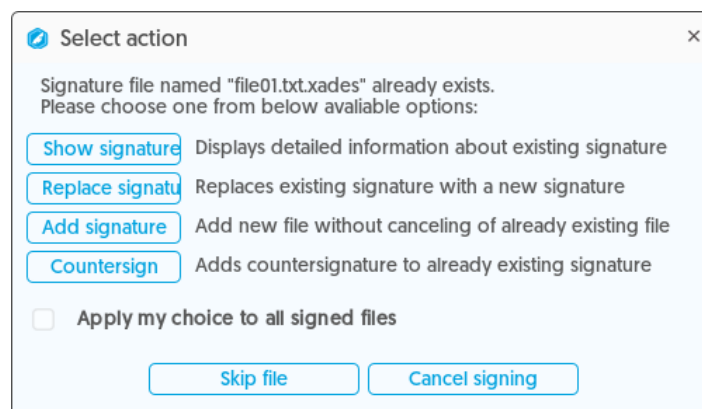 Select action
Signature file named "file01.txt.xades" already exists.
Please choose one from below avaliable options:
Show signature Displays detailed information about existing signature
Replace signatu Replaces existing signature with a new signature
Add signature Add new file without canceling of already existing file
Countersign Adds countersignature to already existing signature
Apply my choice to all signed files
Skip file Cancel signing